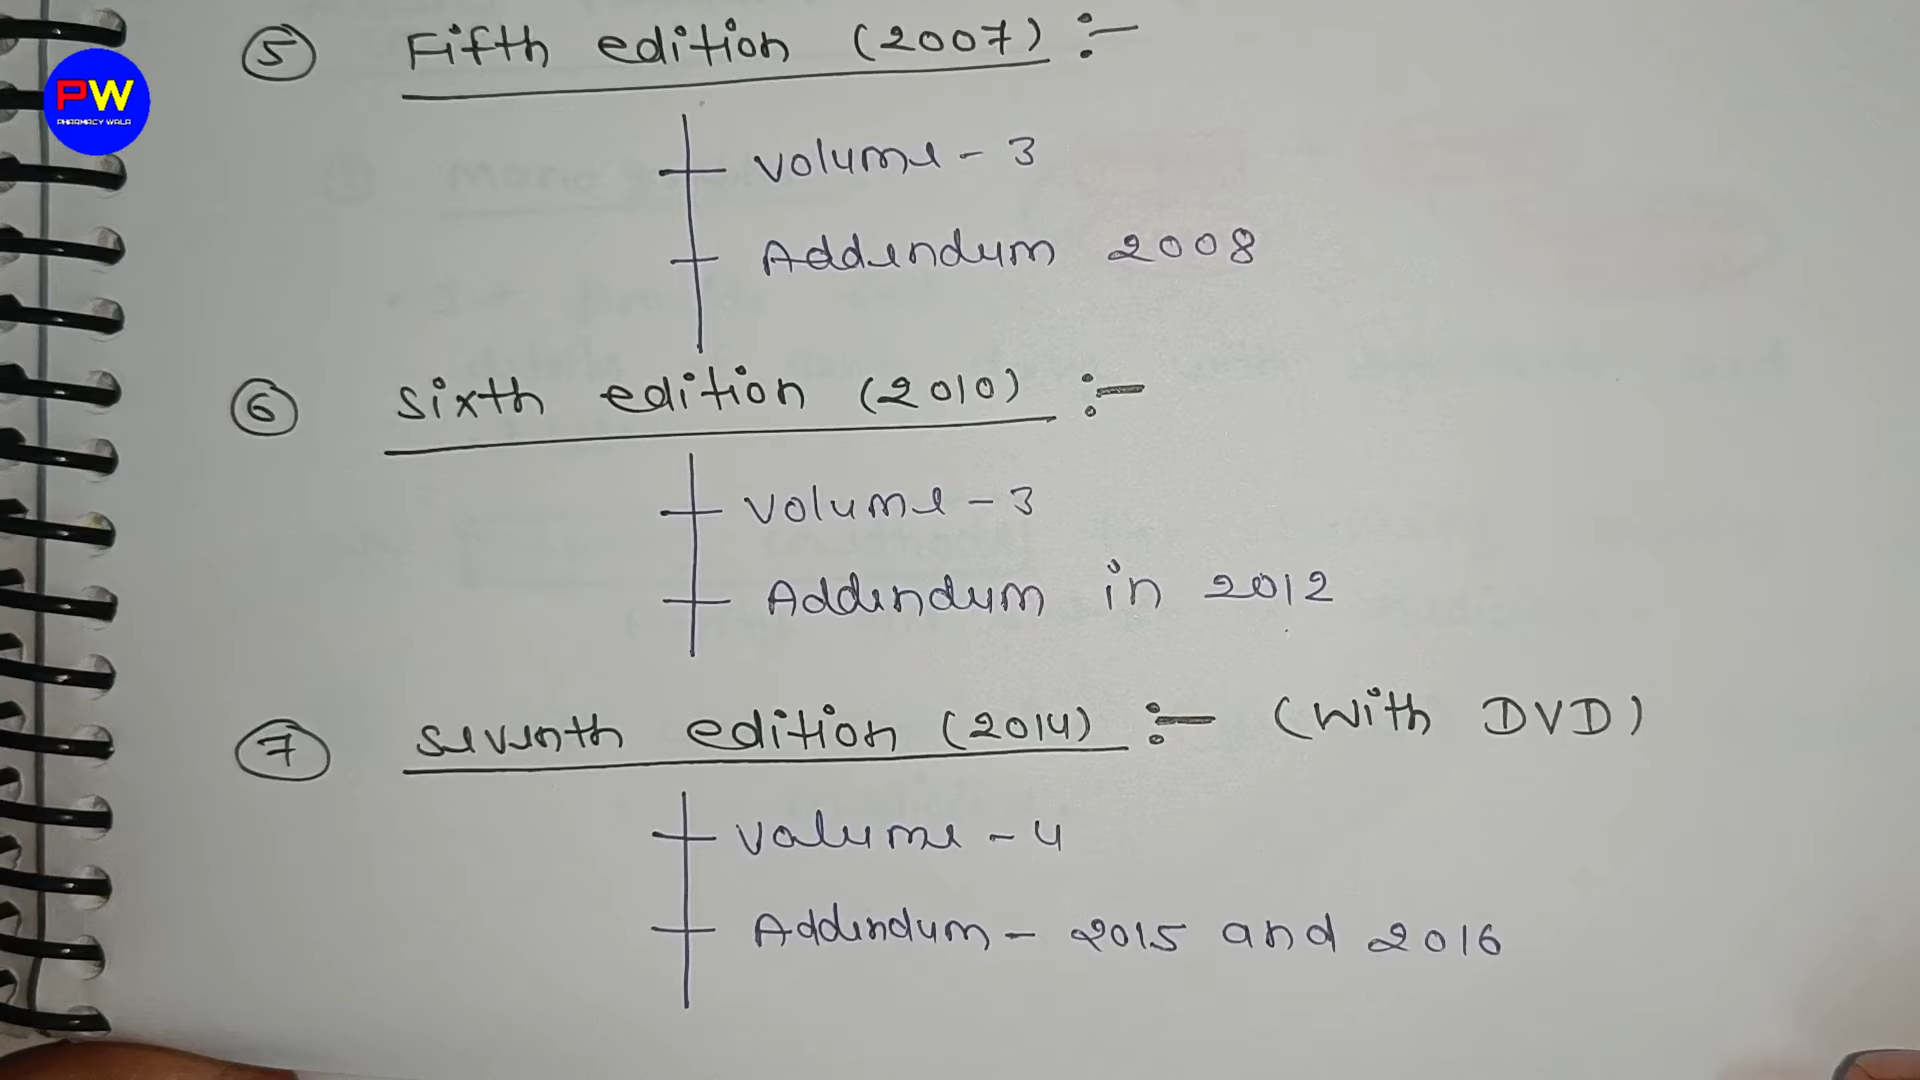 5 Fifth edition (2007) :-
PW
PHARMACY WALA
Volume - 3
Addendum 2008
6 Sixth edition (2010) :-
Volume - 3
Addendum in 2012
7 Seventh edition (2014) :- (With DVD)
Volume - 4
Addendum - 2015 and 2016